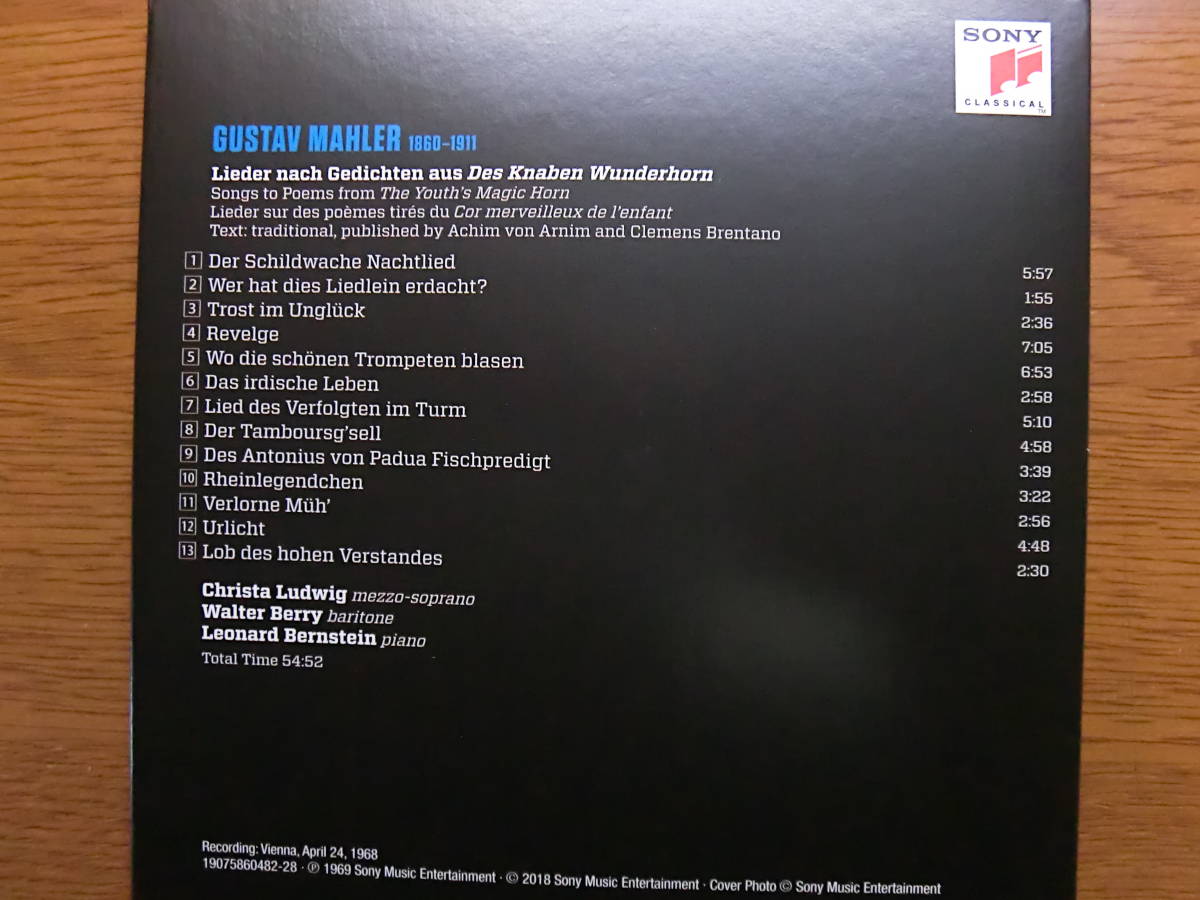 SONY
CLASSICAL™
GUSTAV MAHLER 1860–1911
Lieder nach Gedichten aus Des Knaben Wunderhorn
Songs to Poems from The Youth's Magic Horn
Lieder sur des poèmes tirés du Cor merveilleux de l'enfant
Text: traditional, published by Achim von Arnim and Clemens Brentano
1 Der Schildwache Nachtlied 5:57
2 Wer hat dies Liedlein erdacht? 1:55
3 Trost im Unglück 2:36
4 Revelge 7:05
5 Wo die schönen Trompeten blasen 6:53
6 Das irdische Leben 2:58
7 Lied des Verfolgten im Turm 5:10
8 Der Tamboursg'sell 4:58
9 Des Antonius von Padua Fischpredigt 3:39
10 Rheinlegendchen 3:22
11 Verlorne Müh' 2:56
12 Urlicht 4:48
13 Lob des hohen Verstandes 2:30
Christa Ludwig mezzo-soprano
Walter Berry baritone
Leonard Bernstein piano
Total Time 54:52
Recording: Vienna, April 24, 1968
19075860482-28 · ℗ 1969 Sony Music Entertainment · © 2018 Sony Music Entertainment · Cover Photo © Sony Music Entertainment